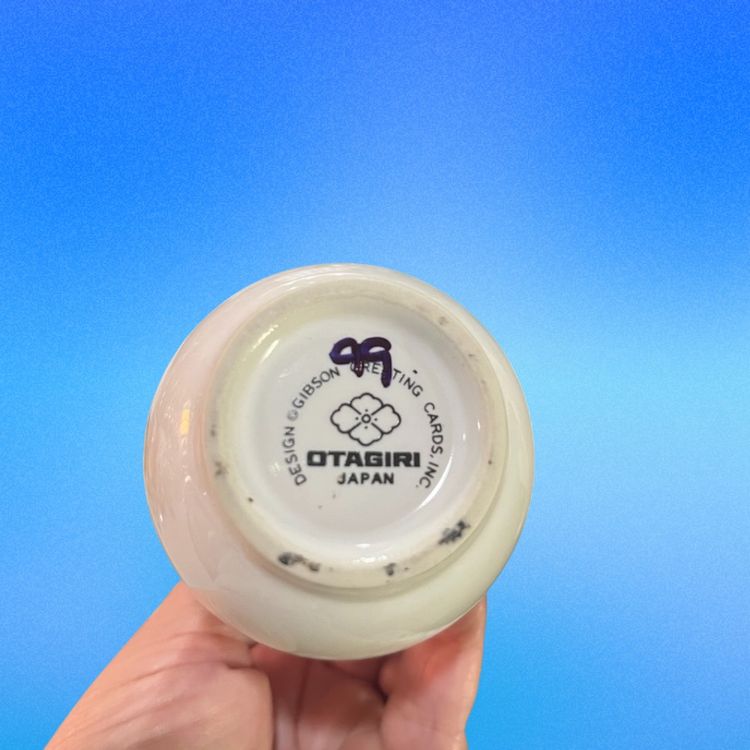 99.
DESIGN © GIBSON GREETING CARDS, INC.
OTAGIRI
JAPAN